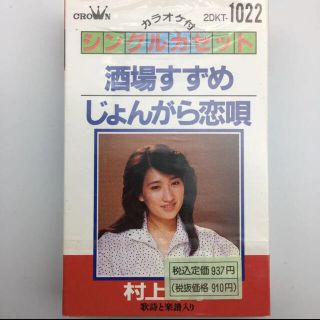 CROWN
カラオケ付
2DKT-1022
シングルカセット
酒場すずめ
じょんがら恋唄
税込定価937円
(税抜価格 910円)
村上
歌詩と楽譜入り